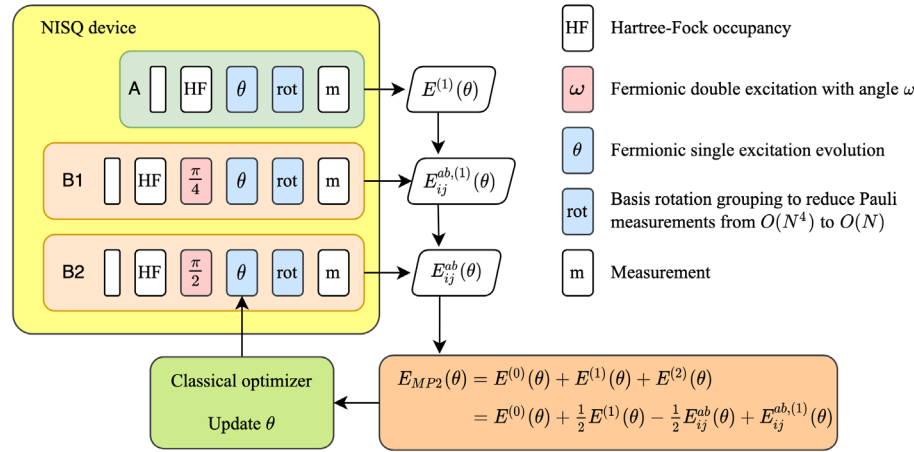 NISQ device
A HF θ rot m
E^{(1)}(θ)
B1 HF π/4 θ rot m
E_{ij}^{ab,(1)}(θ)
B2 HF π/2 θ rot m
E_{ij}^{ab}(θ)
HF Hartree-Fock occupancy
ω Fermionic double excitation with angle ω
θ Fermionic single excitation evolution
rot Basis rotation grouping to reduce Pauli
measurements from O(N^4) to O(N)
m Measurement
Classical optimizer
Update θ
E_{MP2}(θ) = E^{(0)}(θ) + E^{(1)}(θ) + E^{(2)}(θ)
= E^{(0)}(θ) + 1/2 E^{(1)}(θ) − 1/2 E_{ij}^{ab}(θ) + E_{ij}^{ab,(1)}(θ)